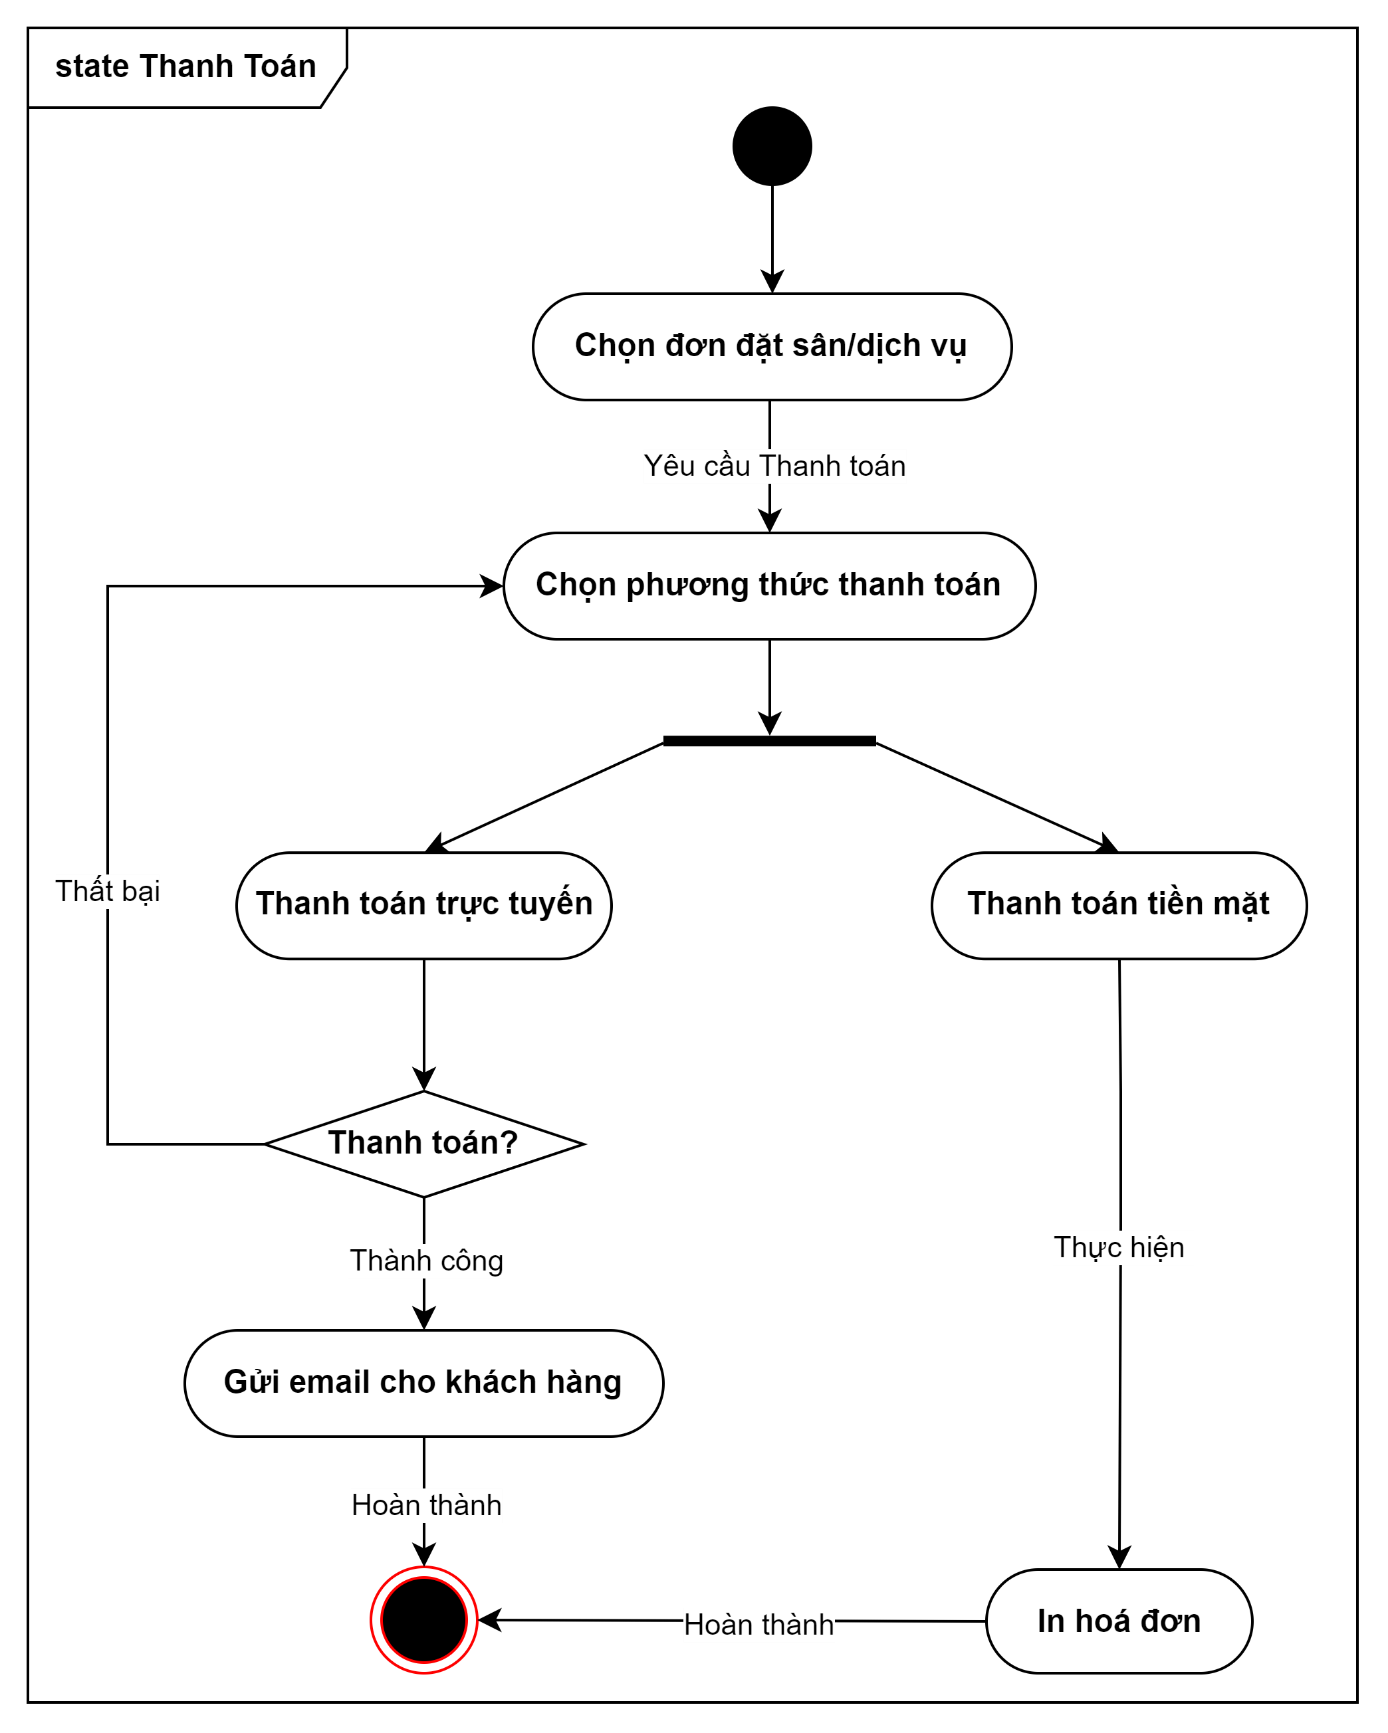 state Thanh Toán
Chọn đơn đặt sân/dịch vụ
Yêu cầu Thanh toán
Chọn phương thức thanh toán
Thất bại
Thanh toán trực tuyến
Thanh toán tiền mặt
Thanh toán?
Thực hiện
Thành công
Gửi email cho khách hàng
Hoàn thành
Hoàn thành
In hoá đơn